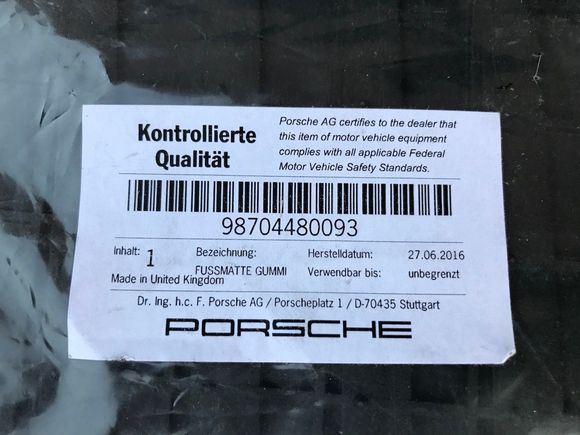 Kontrollierte
Qualität
Porsche AG certifies to the dealer that
this item of motor vehicle equipment
complies with all applicable Federal
Motor Vehicle Safety Standards.
98704480093
Inhalt: 1 Bezeichnung: Herstelldatum: 27.06.2016
FUSSMATTE GUMMI Verwendbar bis: unbegrenzt
Made in United Kingdom
Dr. Ing. h.c. F. Porsche AG / Porscheplatz 1 / D-70435 Stuttgart
PORSCHE